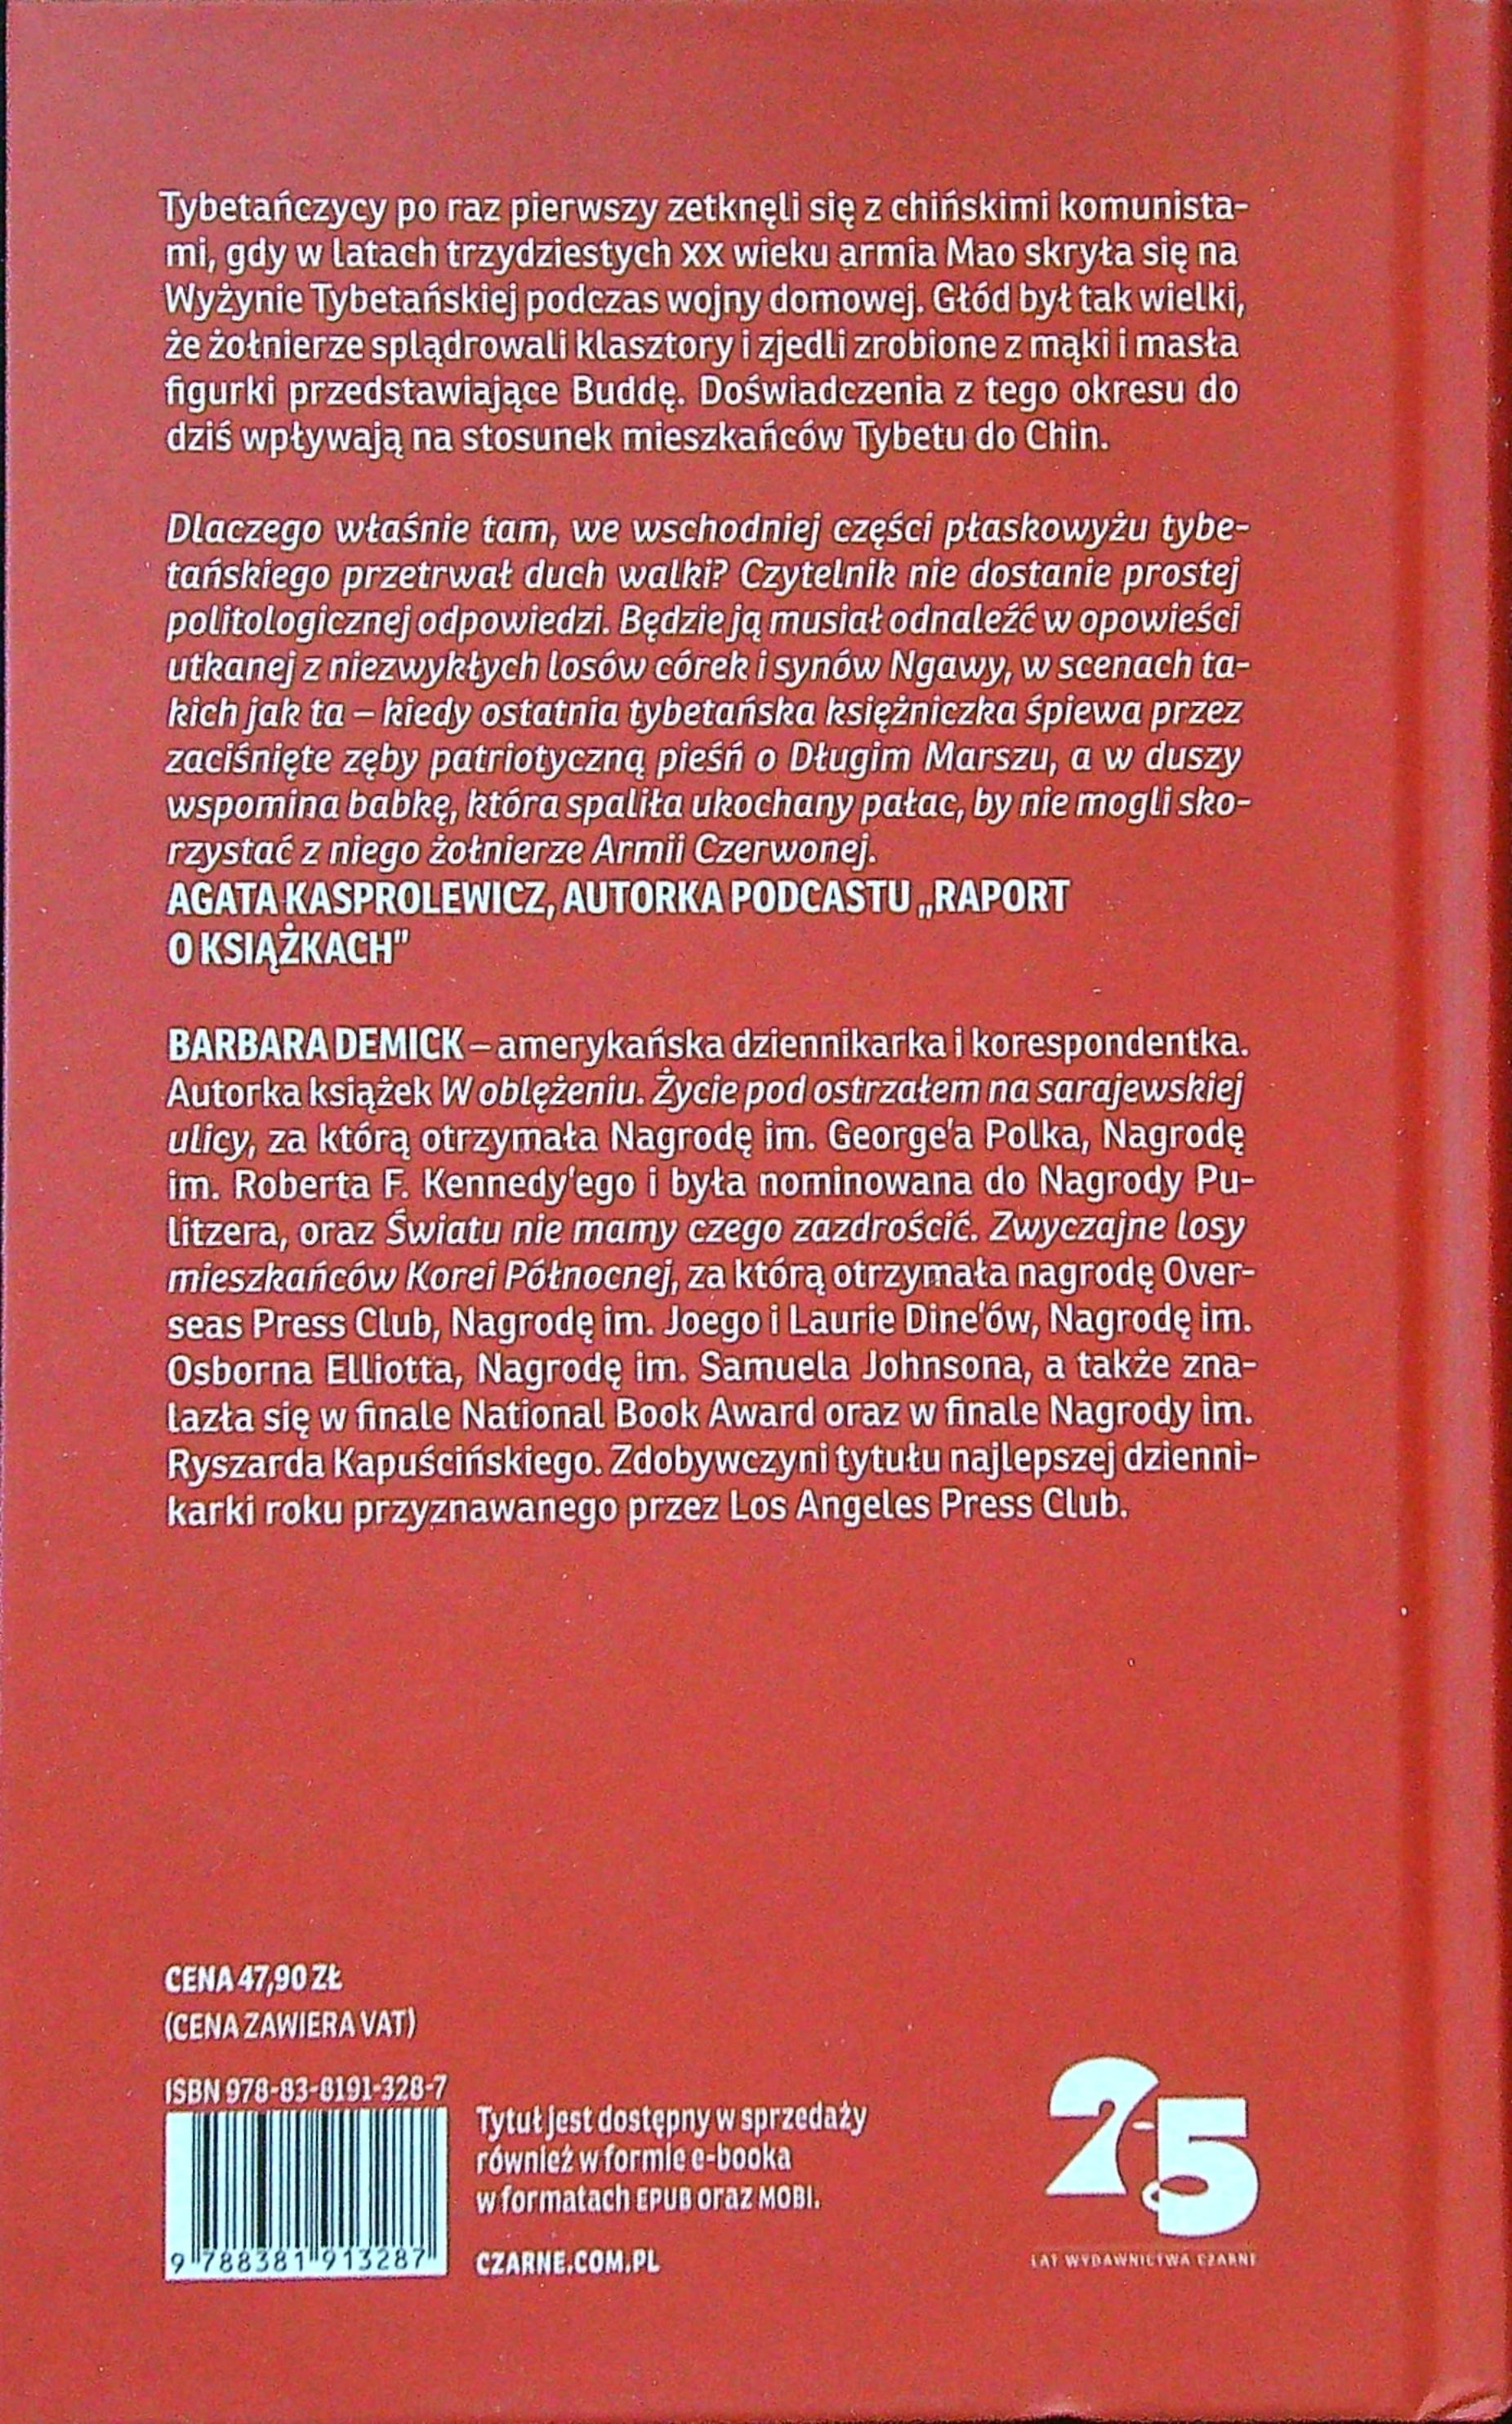 Tybetańczycy po raz pierwszy zetknęli się z chińskimi komunista-
mi, gdy w latach trzydziestych XX wieku armia Mao skryła się na
Wyżynie Tybetańskiej podczas wojny domowej. Głód był tak wielki,
że żołnierze splądrowali klasztory i zjedli zrobione z mąki i masła
figurki przedstawiające Buddę. Doświadczenia z tego okresu do
dziś wpływają na stosunek mieszkańców Tybetu do Chin.
Dlaczego właśnie tam, we wschodniej części płaskowyżu tybe-
tańskiego przetrwał duch walki? Czytelnik nie dostanie prostej
politologicznej odpowiedzi. Będzie ją musiał odnaleźć w opowieści
utkanej z niezwykłych losów córek i synów Ngawy, w scenach ta-
kich jak ta – kiedy ostatnia tybetańska księżniczka śpiewa przez
zaciśnięte zęby patriotyczną pieśń o Długim Marszu, a w duszy
wspomina babkę, która spaliła ukochany pałac, by nie mogli sko-
rzystać z niego żołnierze Armii Czerwonej.
AGATA KASPROLEWICZ, AUTORKA PODCASTU „RAPORT
O KSIĄŻKACH"
BARBARA DEMICK – amerykańska dziennikarka i korespondentka.
Autorka książek W oblężeniu. Życie pod ostrzałem na sarajewskiej
ulicy, za którą otrzymała Nagrodę im. George'a Polka, Nagrodę
im. Roberta F. Kennedy'ego i była nominowana do Nagrody Pu-
litzera, oraz Światu nie mamy czego zazdrościć. Zwyczajne losy
mieszkańców Korei Północnej, za którą otrzymała nagrodę Over-
seas Press Club, Nagrodę im. Joego i Laurie Dine'ów, Nagrodę im.
Osborna Elliotta, Nagrodę im. Samuela Johnsona, a także zna-
lazła się w finale National Book Award oraz w finale Nagrody im.
Ryszarda Kapuścińskiego. Zdobywczyni tytułu najlepszej dzienni-
karki roku przyznawanego przez Los Angeles Press Club.
CENA 47,90 ZŁ
(CENA ZAWIERA VAT)
ISBN 978-83-8191-328-7
9 788381 913287
Tytuł jest dostępny w sprzedaży
również w formie e-booka
w formatach EPUB oraz MOBI.
CZARNE.COM.PL
25
LAT WYDAWNICTWA CZARNE